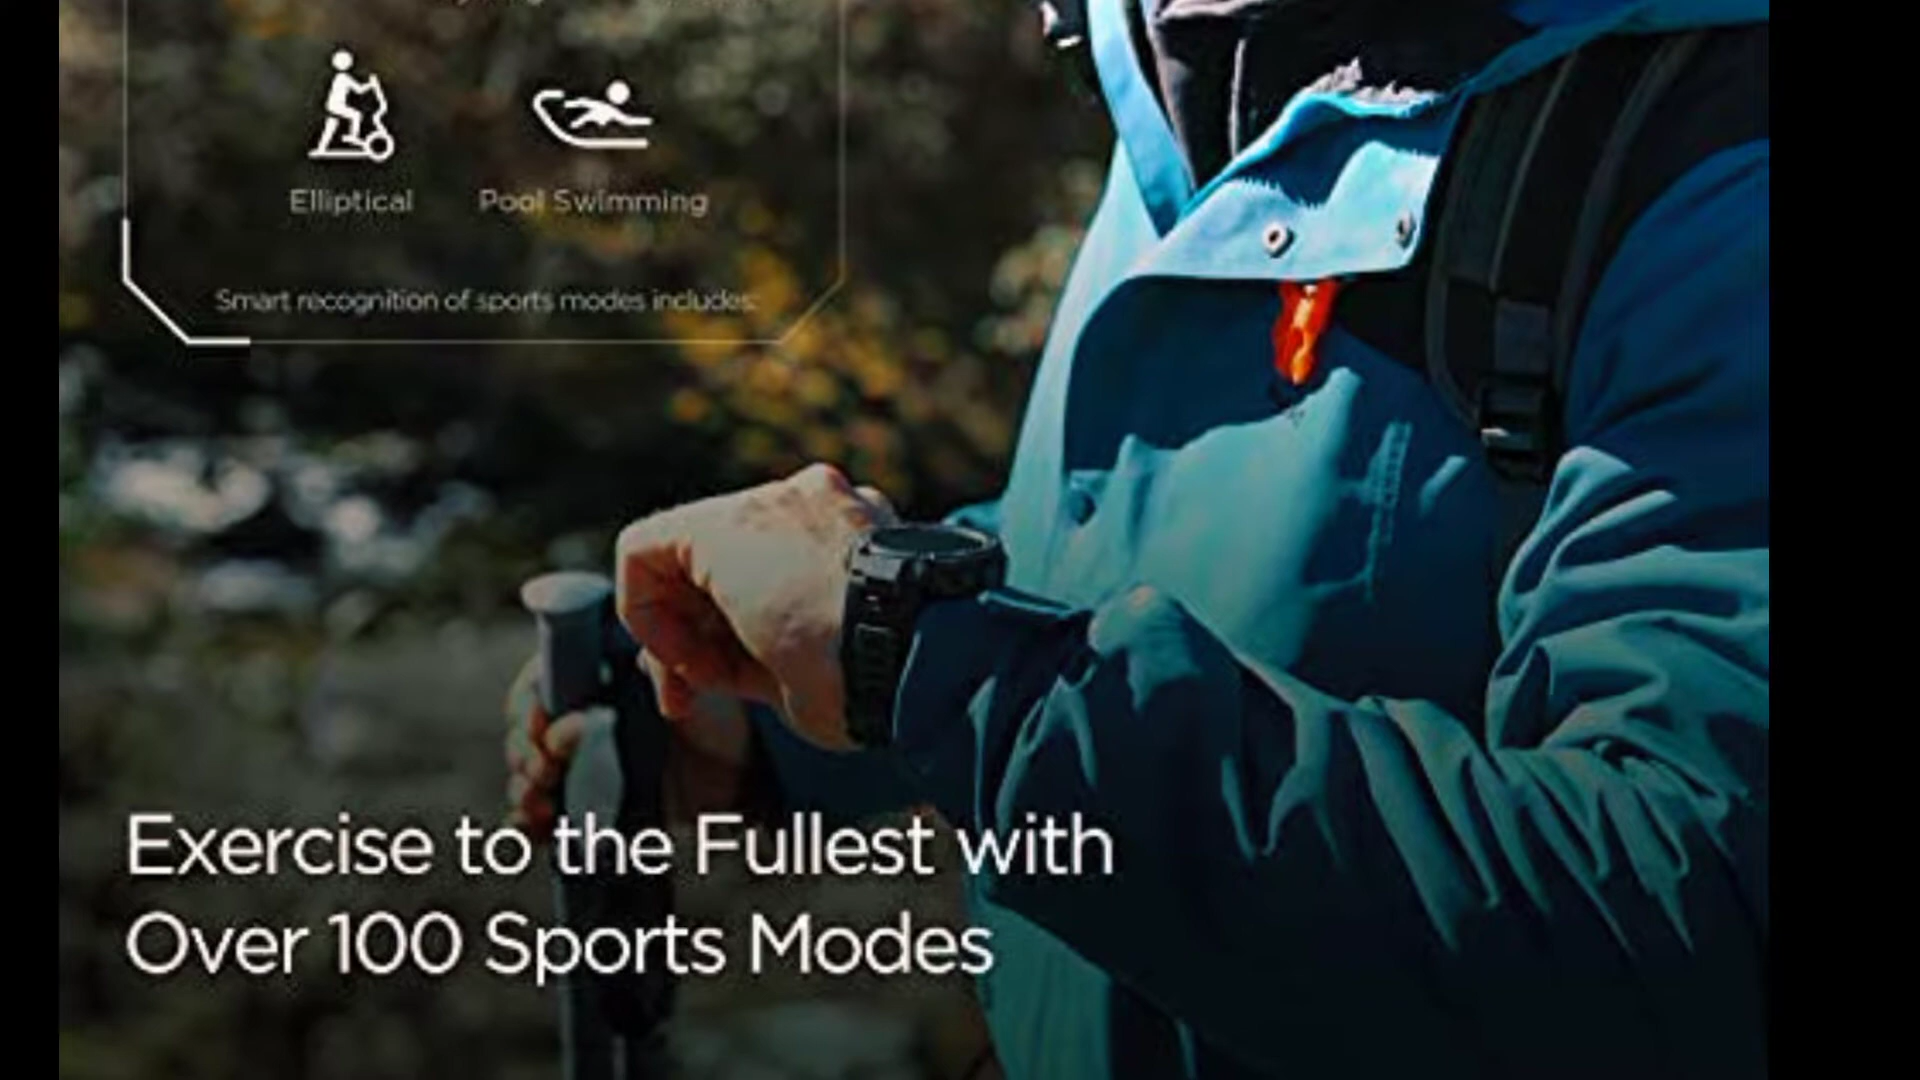 Elliptical
Pool Swimming
Smart recognition of sports modes includes:
Exercise to the Fullest with
Over 100 Sports Modes